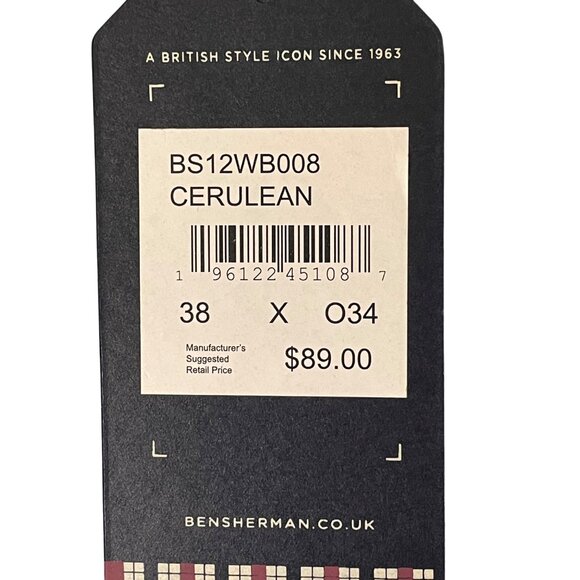 A BRITISH STYLE ICON SINCE 1963
BS12WB008
CERULEAN
1 96122 45108 7
38 X O34
Manufacturer's
Suggested
Retail Price
$89.00
BENSHERMAN.CO.UK